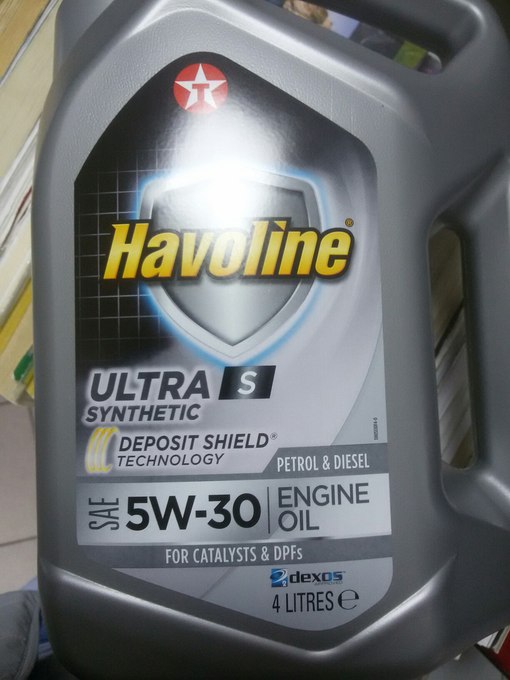 T
Havoline®
ULTRA S
SYNTHETIC
DEPOSIT SHIELD®
TECHNOLOGY
PETROL & DIESEL
SAE 5W-30 ENGINE OIL
FOR CATALYSTS & DPFs
2 dexos
4 LITRES ℮